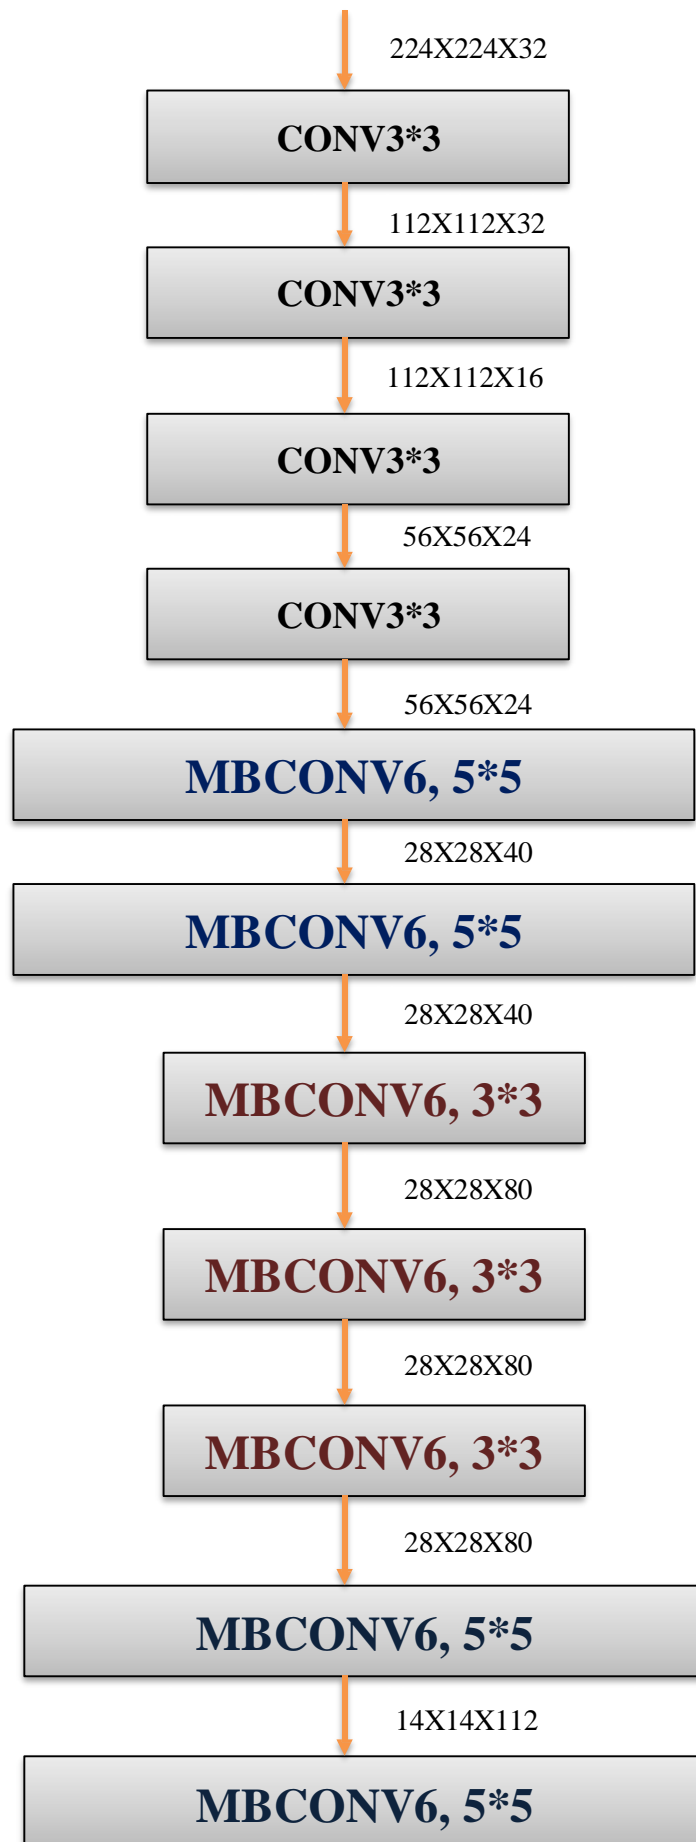 224X224X32
CONV3*3
112X112X32
CONV3*3
112X112X16
CONV3*3
56X56X24
CONV3*3
56X56X24
MBCONV6, 5*5
28X28X40
MBCONV6, 5*5
28X28X40
MBCONV6, 3*3
28X28X80
MBCONV6, 3*3
28X28X80
MBCONV6, 3*3
28X28X80
MBCONV6, 5*5
14X14X112
MBCONV6, 5*5